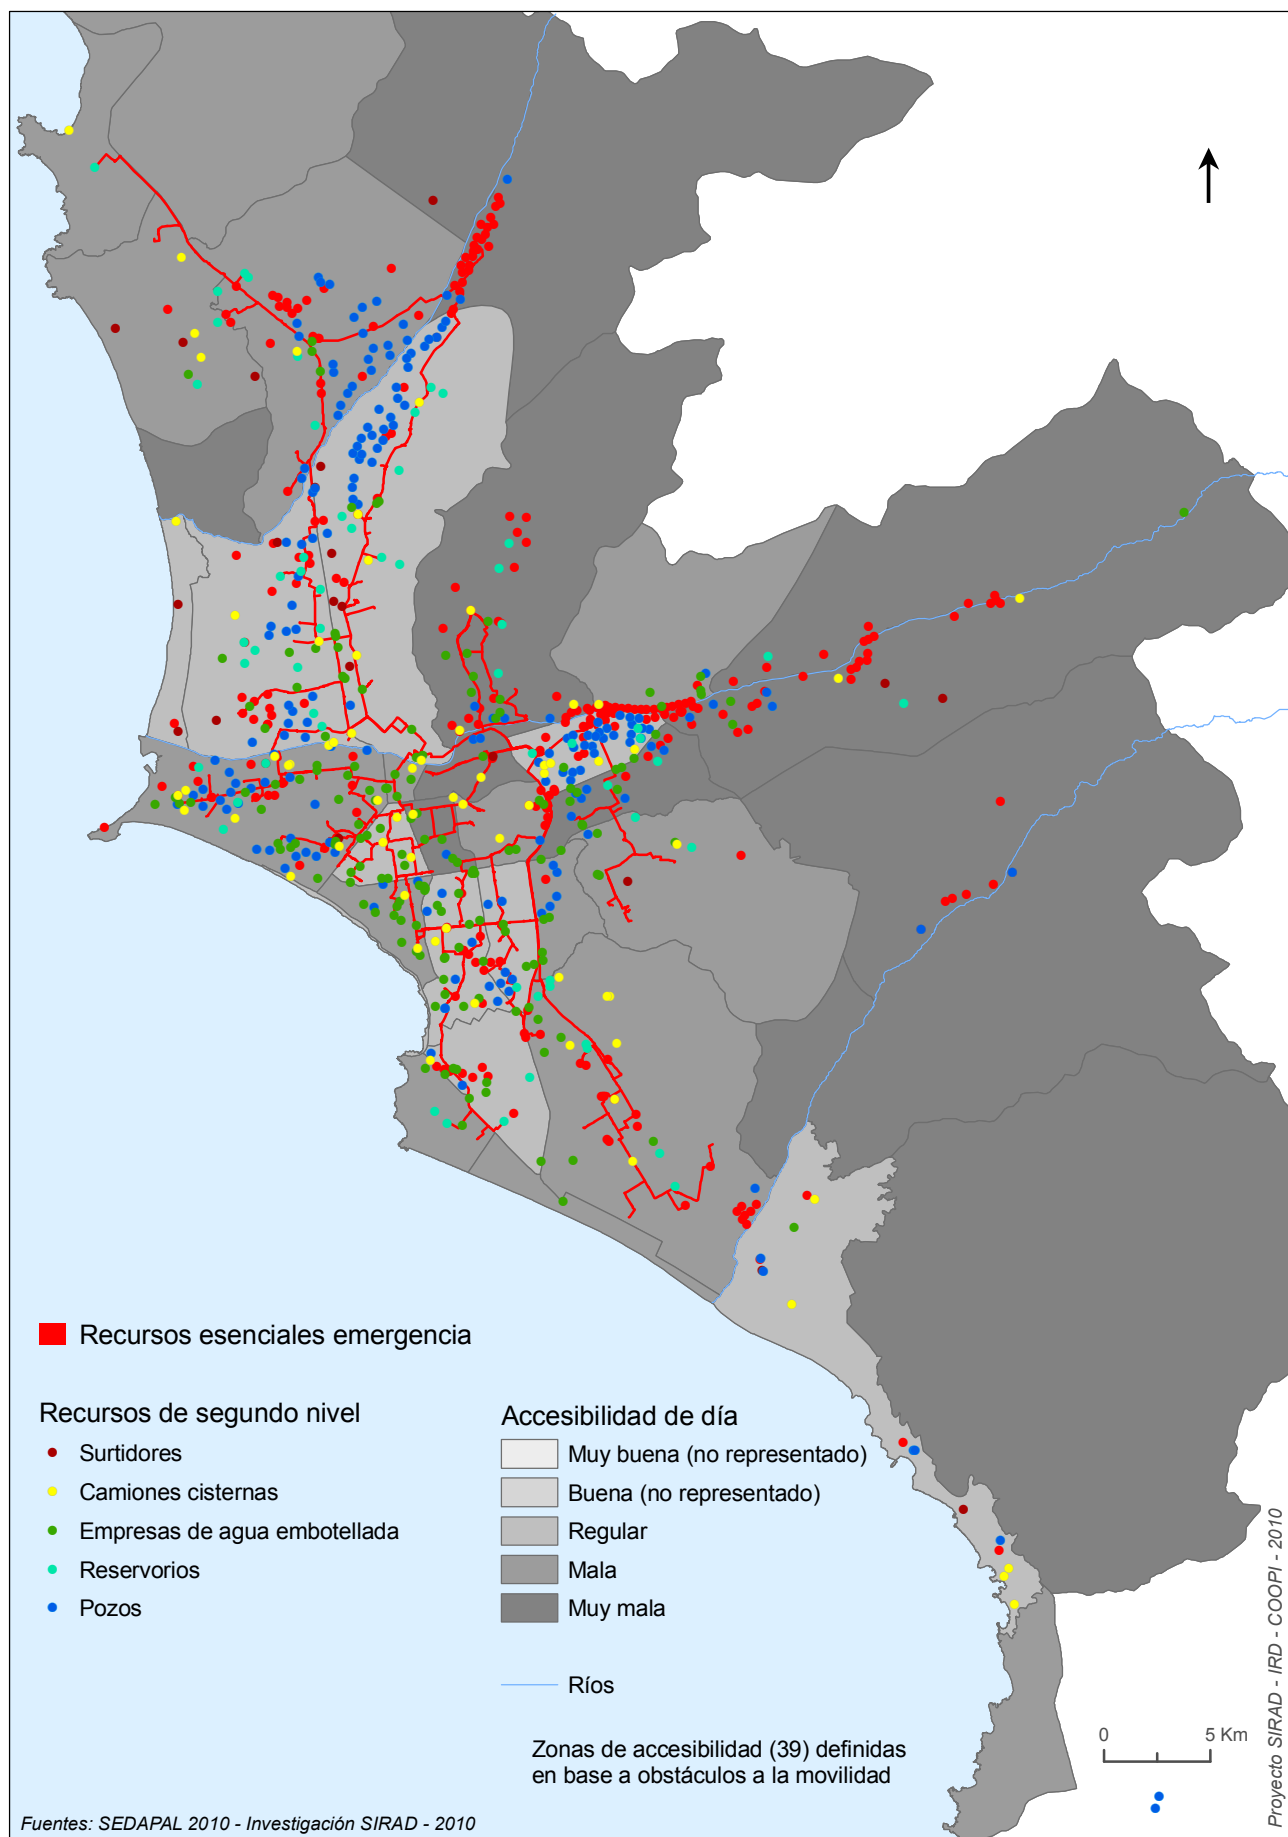 Recursos esenciales emergencia
Recursos de segundo nivel
Surtidores
Camiones cisternas
Empresas de agua embotellada
Reservorios
Pozos
Accesibilidad de día
Muy buena (no representado)
Buena (no representado)
Regular
Mala
Muy mala
Ríos
Zonas de accesibilidad (39) definidas
en base a obstáculos a la movilidad
0 5 Km
Proyecto SIRAD - IRD - COOPI - 2010
Fuentes: SEDAPAL 2010 - Investigación SIRAD - 2010